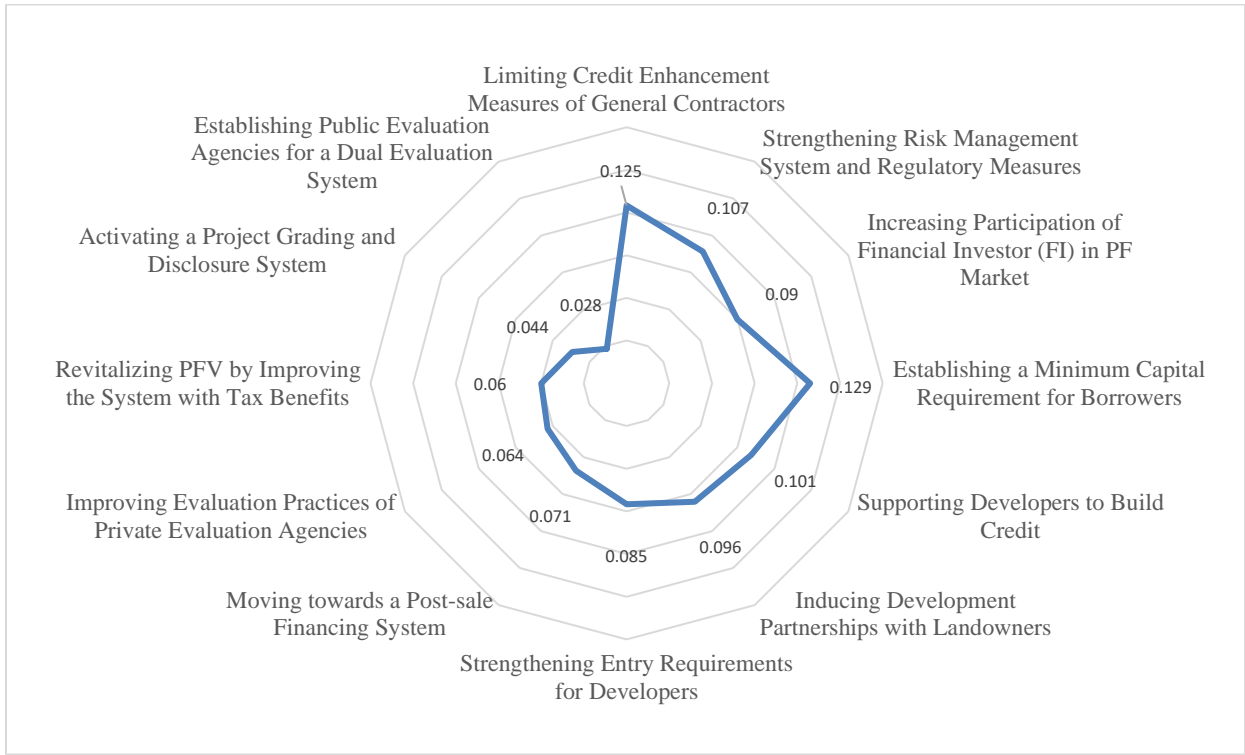 Limiting Credit Enhancement
Measures of General Contractors
Strengthening Risk Management
System and Regulatory Measures
Increasing Participation of
Financial Investor (FI) in PF
Market
Establishing a Minimum Capital
Requirement for Borrowers
Supporting Developers to Build
Credit
Inducing Development
Partnerships with Landowners
Strengthening Entry Requirements
for Developers
Moving towards a Post-sale
Financing System
Improving Evaluation Practices of
Private Evaluation Agencies
Revitalizing PFV by Improving
the System with Tax Benefits
Activating a Project Grading and
Disclosure System
Establishing Public Evaluation
Agencies for a Dual Evaluation
System
0.125
0.107
0.09
0.129
0.101
0.096
0.085
0.071
0.064
0.06
0.044
0.028